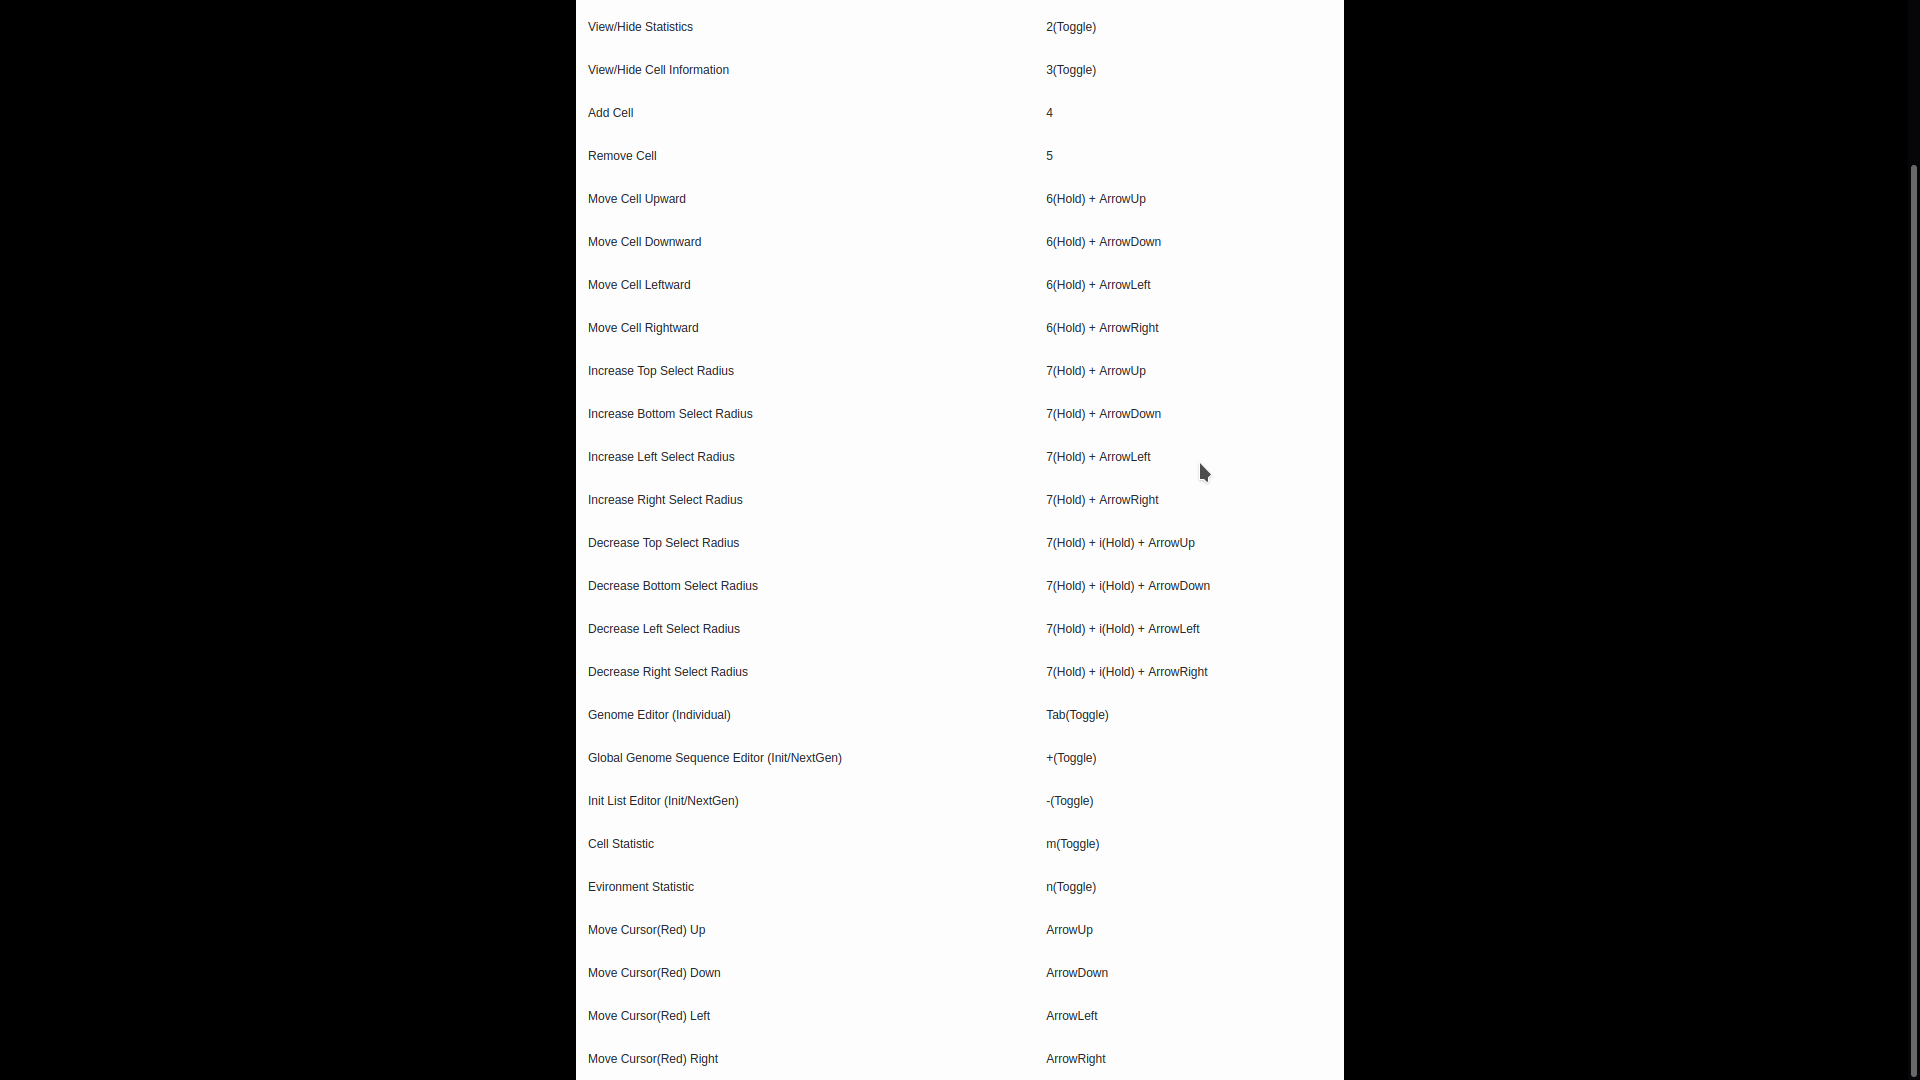 View/Hide Statistics 2(Toggle)
View/Hide Cell Information 3(Toggle)
Add Cell 4
Remove Cell 5
Move Cell Upward 6(Hold) + ArrowUp
Move Cell Downward 6(Hold) + ArrowDown
Move Cell Leftward 6(Hold) + ArrowLeft
Move Cell Rightward 6(Hold) + ArrowRight
Increase Top Select Radius 7(Hold) + ArrowUp
Increase Bottom Select Radius 7(Hold) + ArrowDown
Increase Left Select Radius 7(Hold) + ArrowLeft
Increase Right Select Radius 7(Hold) + ArrowRight
Decrease Top Select Radius 7(Hold) + i(Hold) + ArrowUp
Decrease Bottom Select Radius 7(Hold) + i(Hold) + ArrowDown
Decrease Left Select Radius 7(Hold) + i(Hold) + ArrowLeft
Decrease Right Select Radius 7(Hold) + i(Hold) + ArrowRight
Genome Editor (Individual) Tab(Toggle)
Global Genome Sequence Editor (Init/NextGen) +(Toggle)
Init List Editor (Init/NextGen) -(Toggle)
Cell Statistic m(Toggle)
Evironment Statistic n(Toggle)
Move Cursor(Red) Up ArrowUp
Move Cursor(Red) Down ArrowDown
Move Cursor(Red) Left ArrowLeft
Move Cursor(Red) Right ArrowRight